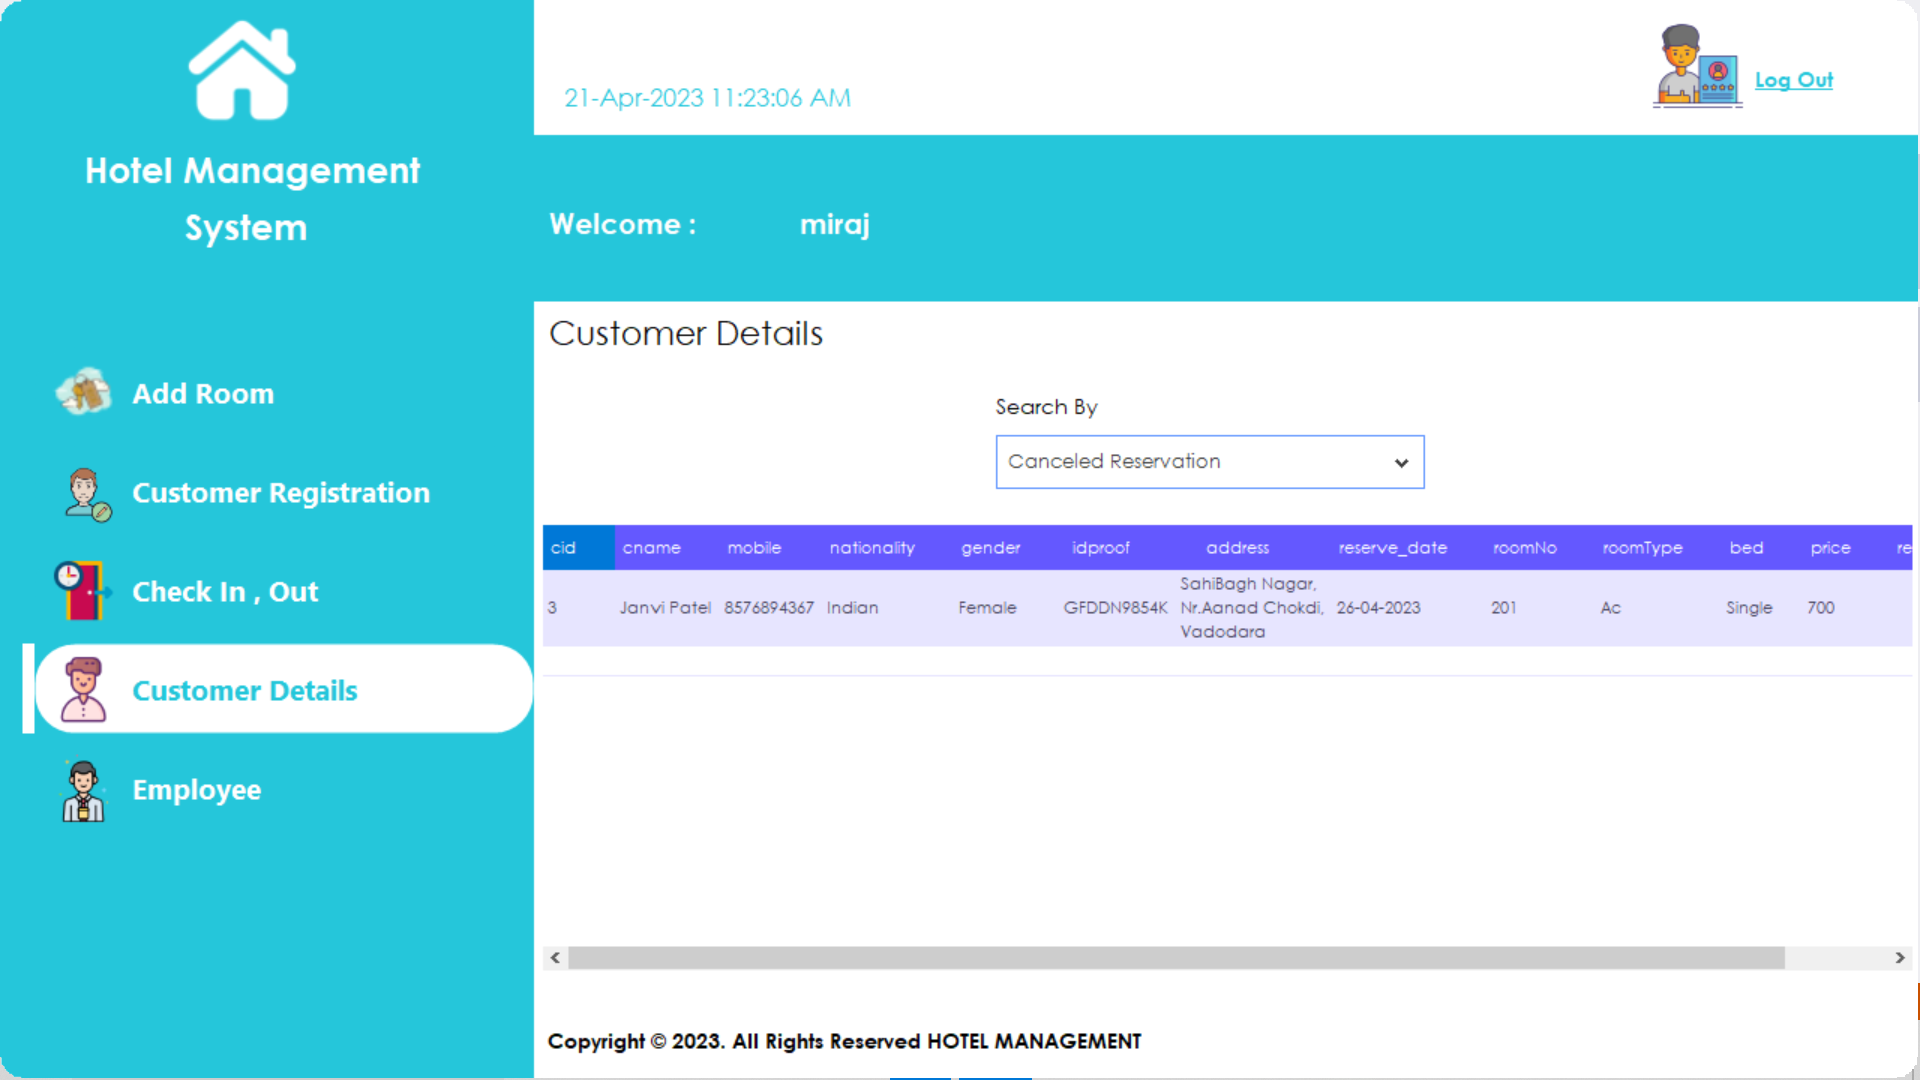 Hotel Management
System
21-Apr-2023 11:23:06 AM
Log Out
Welcome : miraj
Add Room
Customer Registration
Check In , Out
Customer Details
Employee
Customer Details
Search By
Canceled Reservation
cid cname mobile nationality gender idproof address reserve_date roomNo roomType bed price re
3 Janvi Patel 8576894367 Indian Female GFDDN9854K SahiBagh Nagar, Nr.Aanad Chokdi, Vadodara 26-04-2023 201 Ac Single 700
Copyright © 2023. All Rights Reserved HOTEL MANAGEMENT